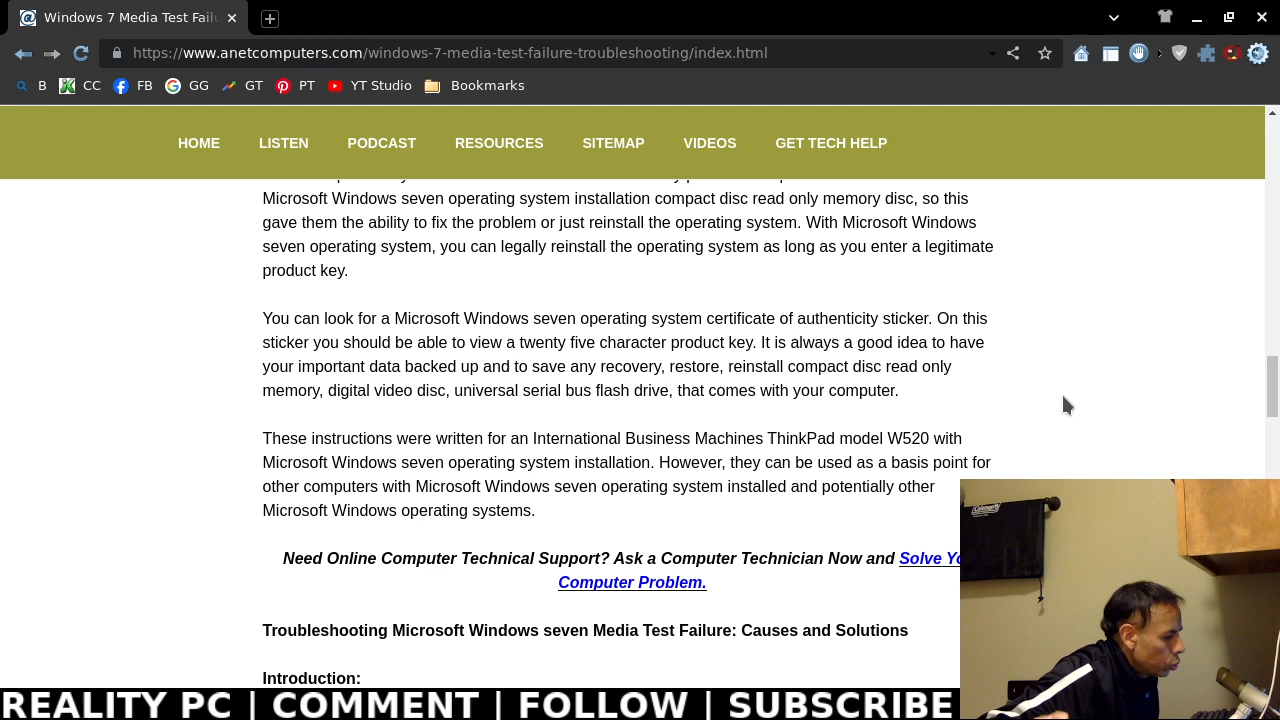 Windows 7 Media Test Failu
https://www.anetcomputers.com/windows-7-media-test-failure-troubleshooting/index.html
B CC FB GG GT PT YT Studio Bookmarks
HOME LISTEN PODCAST RESOURCES SITEMAP VIDEOS GET TECH HELP
Microsoft Windows seven operating system installation compact disc read only memory disc, so this
gave them the ability to fix the problem or just reinstall the operating system. With Microsoft Windows
seven operating system, you can legally reinstall the operating system as long as you enter a legitimate
product key.
You can look for a Microsoft Windows seven operating system certificate of authenticity sticker. On this
sticker you should be able to view a twenty five character product key. It is always a good idea to have
your important data backed up and to save any recovery, restore, reinstall compact disc read only
memory, digital video disc, universal serial bus flash drive, that comes with your computer.
These instructions were written for an International Business Machines ThinkPad model W520 with
Microsoft Windows seven operating system installation. However, they can be used as a basis point for
other computers with Microsoft Windows seven operating system installed and potentially other
Microsoft Windows operating systems.
Need Online Computer Technical Support? Ask a Computer Technician Now and Solve Yo
Computer Problem.
Troubleshooting Microsoft Windows seven Media Test Failure: Causes and Solutions
Introduction:
Coleman
REALITY PC | COMMENT | FOLLOW | SUBSCRIBE